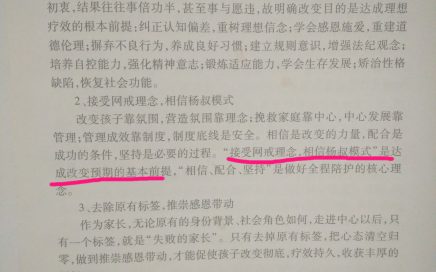 初衷，结果往往事倍功半，甚至事与愿违，故明确改变目的是达成理想
疗效的根本前提；纠正认知偏差，重树理想信念；学会感恩施爱，重建道
德伦理；摒弃不良行为，养成良好习惯；建立规则意识，增强法纪观念；
培养自控能力，强化精神意志；锻炼适应能力，学会生存发展；矫治性格
缺陷，恢复社会功能。
2、接受网戒理念，相信杨叔模式
改变孩子靠氛围，营造氛围靠理念；挽救家庭靠中心，中心发展靠
管理；管理成效靠制度，制度底线是安全。相信是改变的力量，配合是
成功的条件，坚持是必要的过程。“接受网戒理念，相信杨叔模式”是达
成改变预期的基本前提，“相信、配合、坚持”是做好全程陪护的核心理
念。
3、去除原有标签，推崇感恩带动
作为家长，无论原有的身份背景、社会角色如何，走进中心以后，只
有一个标签，就是“失败的家长”。只有去掉原有标签，把心态清空归
零，做到推崇感恩带动，才能促使孩子改变彻底，疗效持久，收获丰厚的